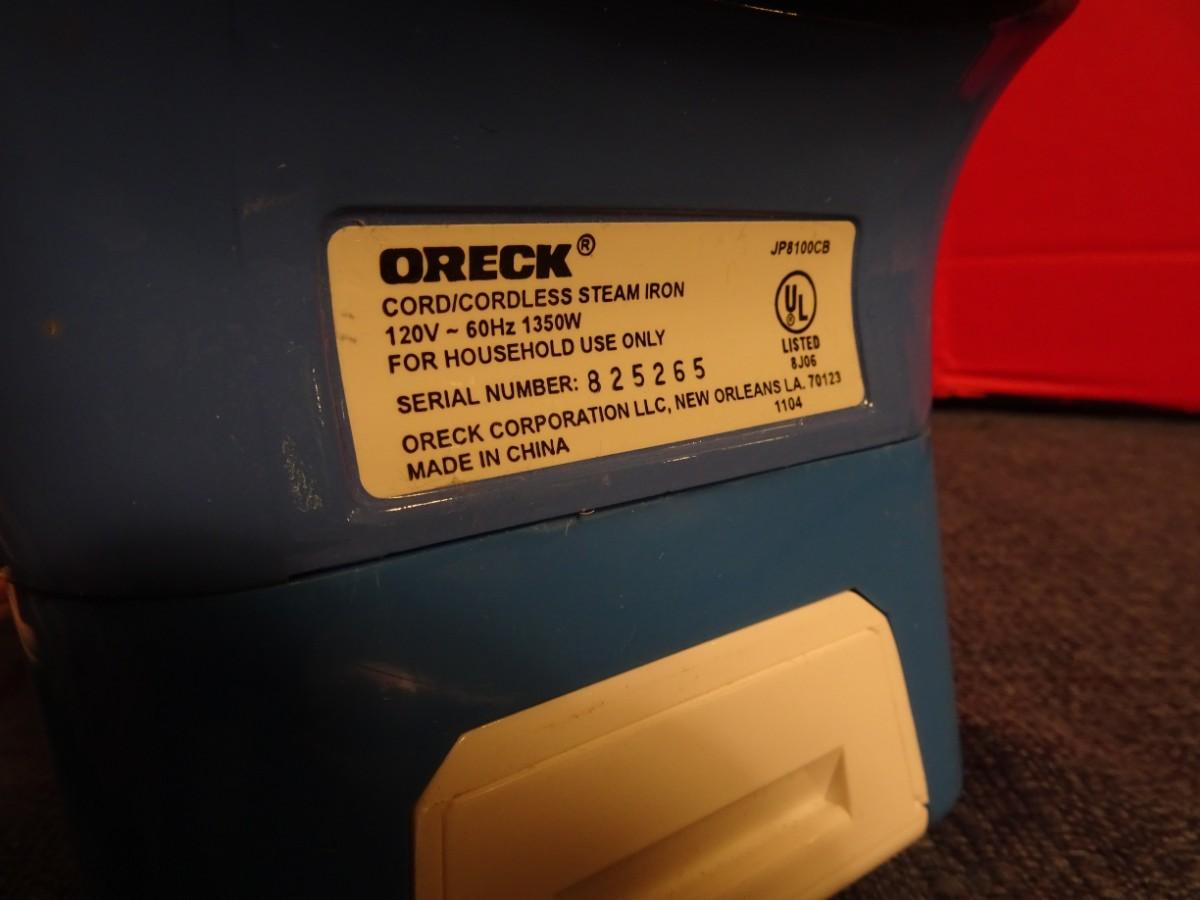 ORECK® JP8100CB
CORD/CORDLESS STEAM IRON
120V ~ 60Hz 1350W
FOR HOUSEHOLD USE ONLY
UL®
LISTED
8J06
SERIAL NUMBER: 825265
ORECK CORPORATION LLC, NEW ORLEANS LA. 70123
MADE IN CHINA 1104